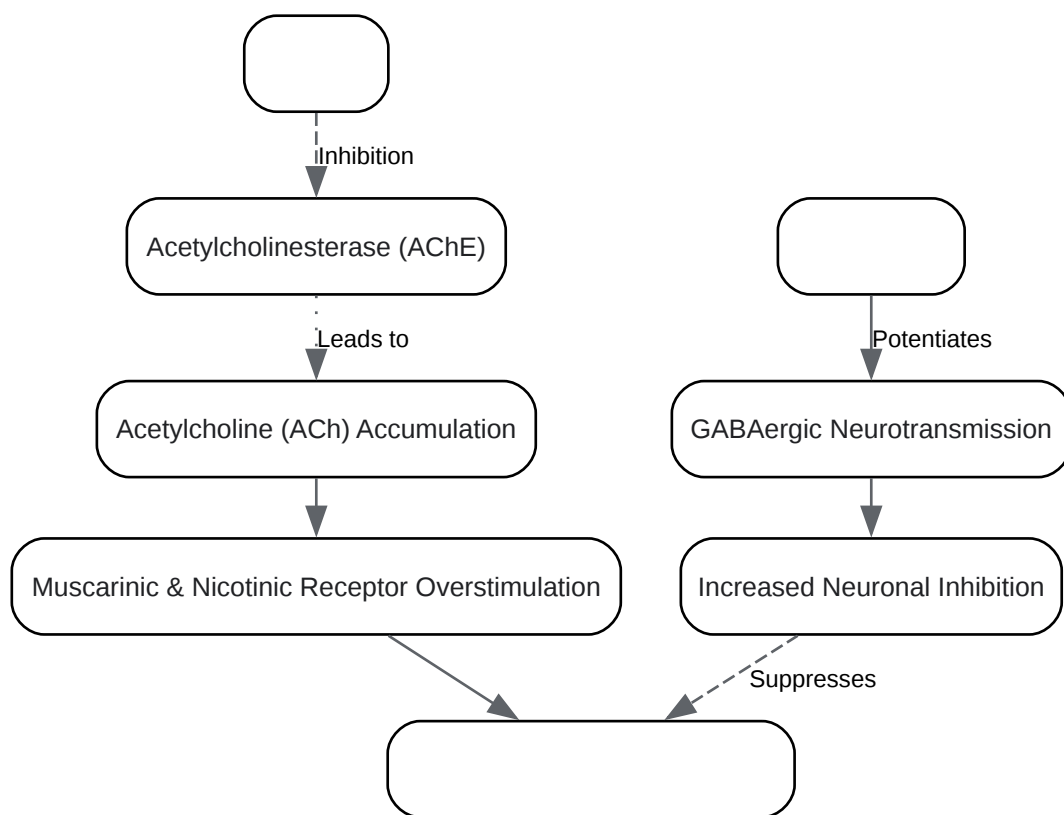 Inhibition
Acetylcholinesterase (AChE)
Leads to
Potentiates
Acetylcholine (ACh) Accumulation
GABAergic Neurotransmission
Muscarinic & Nicotinic Receptor Overstimulation
Increased Neuronal Inhibition
Suppresses